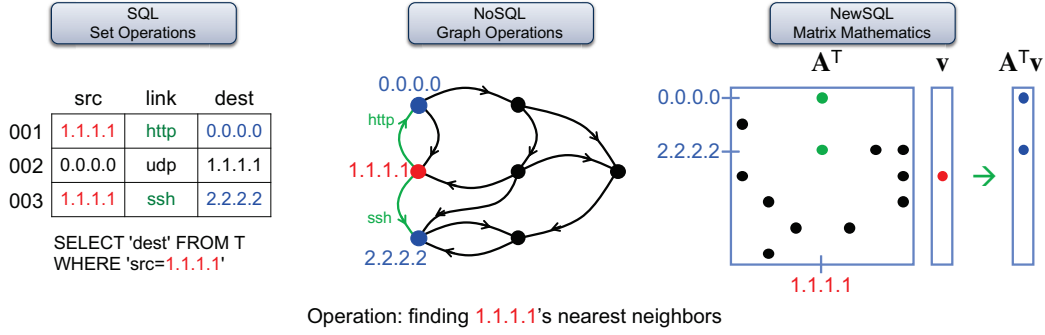 SQL
Set Operations
NoSQL
Graph Operations
NewSQL
Matrix Mathematics
src link dest
001 1.1.1.1 http 0.0.0.0
002 0.0.0.0 udp 1.1.1.1
003 1.1.1.1 ssh 2.2.2.2
SELECT 'dest' FROM T
WHERE 'src=1.1.1.1'
0.0.0.0
http
1.1.1.1
ssh
2.2.2.2
Aᵀ v Aᵀv
0.0.0.0
2.2.2.2
1.1.1.1
Operation: finding 1.1.1.1's nearest neighbors